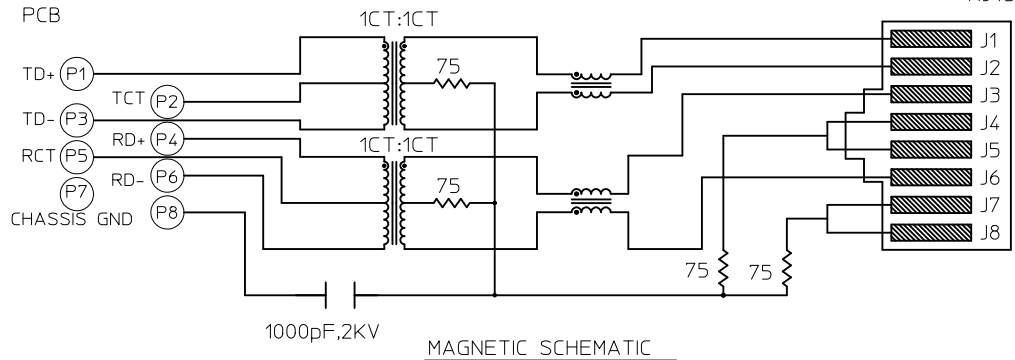 PCB
1CT:1CT
TD+ P1
75
TCT P2
TD- P3
RD+ P4
1CT:1CT
RCT P5
RD- P6
75
P7
CHASSIS GND P8
75
75
1000pF,2KV
MAGNETIC SCHEMATIC
J1
J2
J3
J4
J5
J6
J7
J8